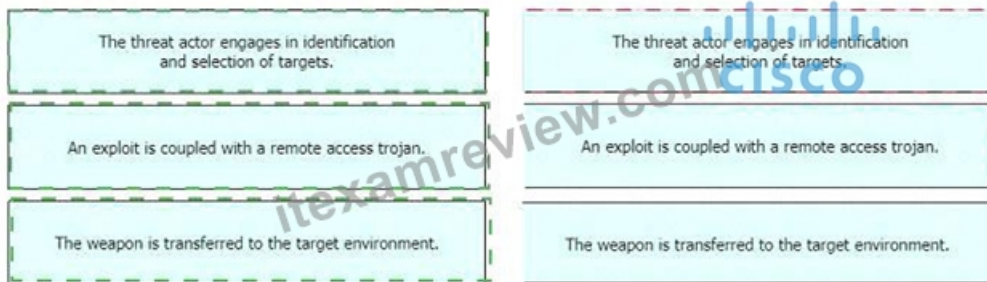 The threat actor engages in identification
and selection of targets.
The threat actor engages in identification
and selection of targets.
CISCO
An exploit is coupled with a remote access trojan.
An exploit is coupled with a remote access trojan.
itexamreview.com
The weapon is transferred to the target environment.
The weapon is transferred to the target environment.